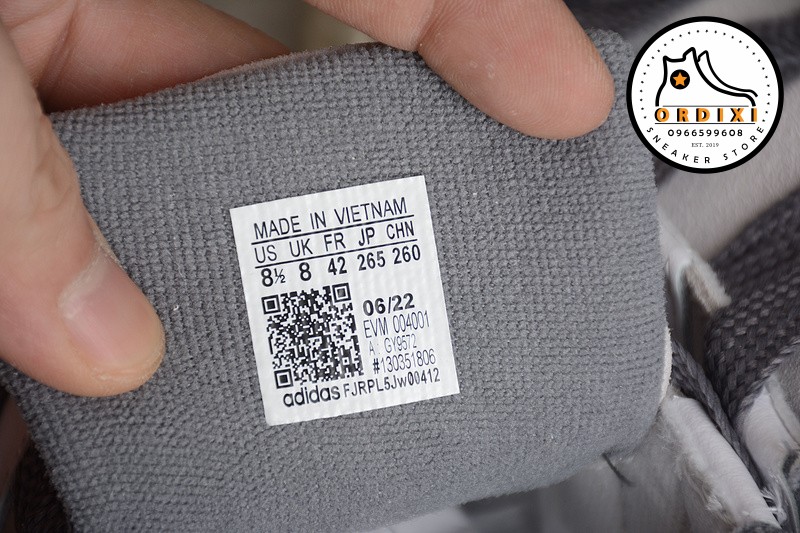 MADE IN VIETNAM
US UK FR JP CHN
8½ 8 42 265 260
06/22
EVM 004001
A: GY9572
#130351806
adidas FJRPL5Jw00412
ORDIXI
0966599608
EST. 2019
SNEAKER STORE